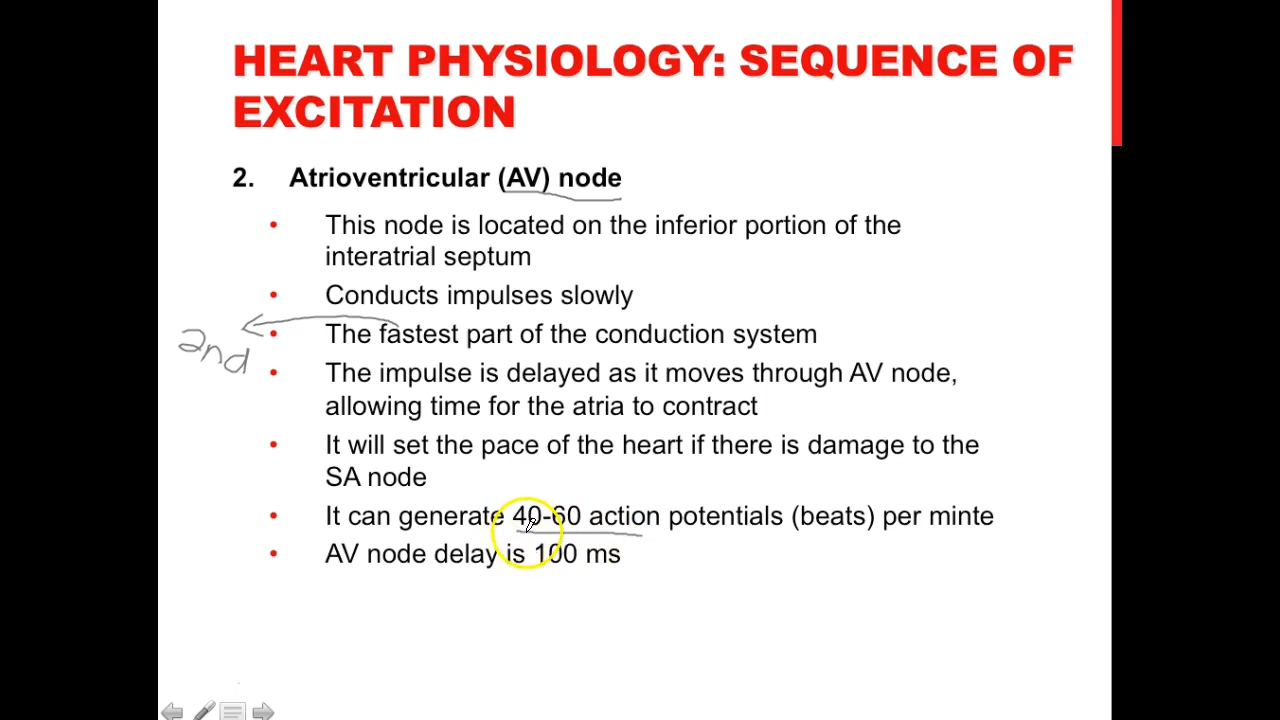 HEART PHYSIOLOGY: SEQUENCE OF
EXCITATION
2. Atrioventricular (AV) node
• This node is located on the inferior portion of the
interatrial septum
• Conducts impulses slowly
2nd
• The fastest part of the conduction system
• The impulse is delayed as it moves through AV node,
allowing time for the atria to contract
• It will set the pace of the heart if there is damage to the
SA node
• It can generate 40-60 action potentials (beats) per minte
• AV node delay is 100 ms